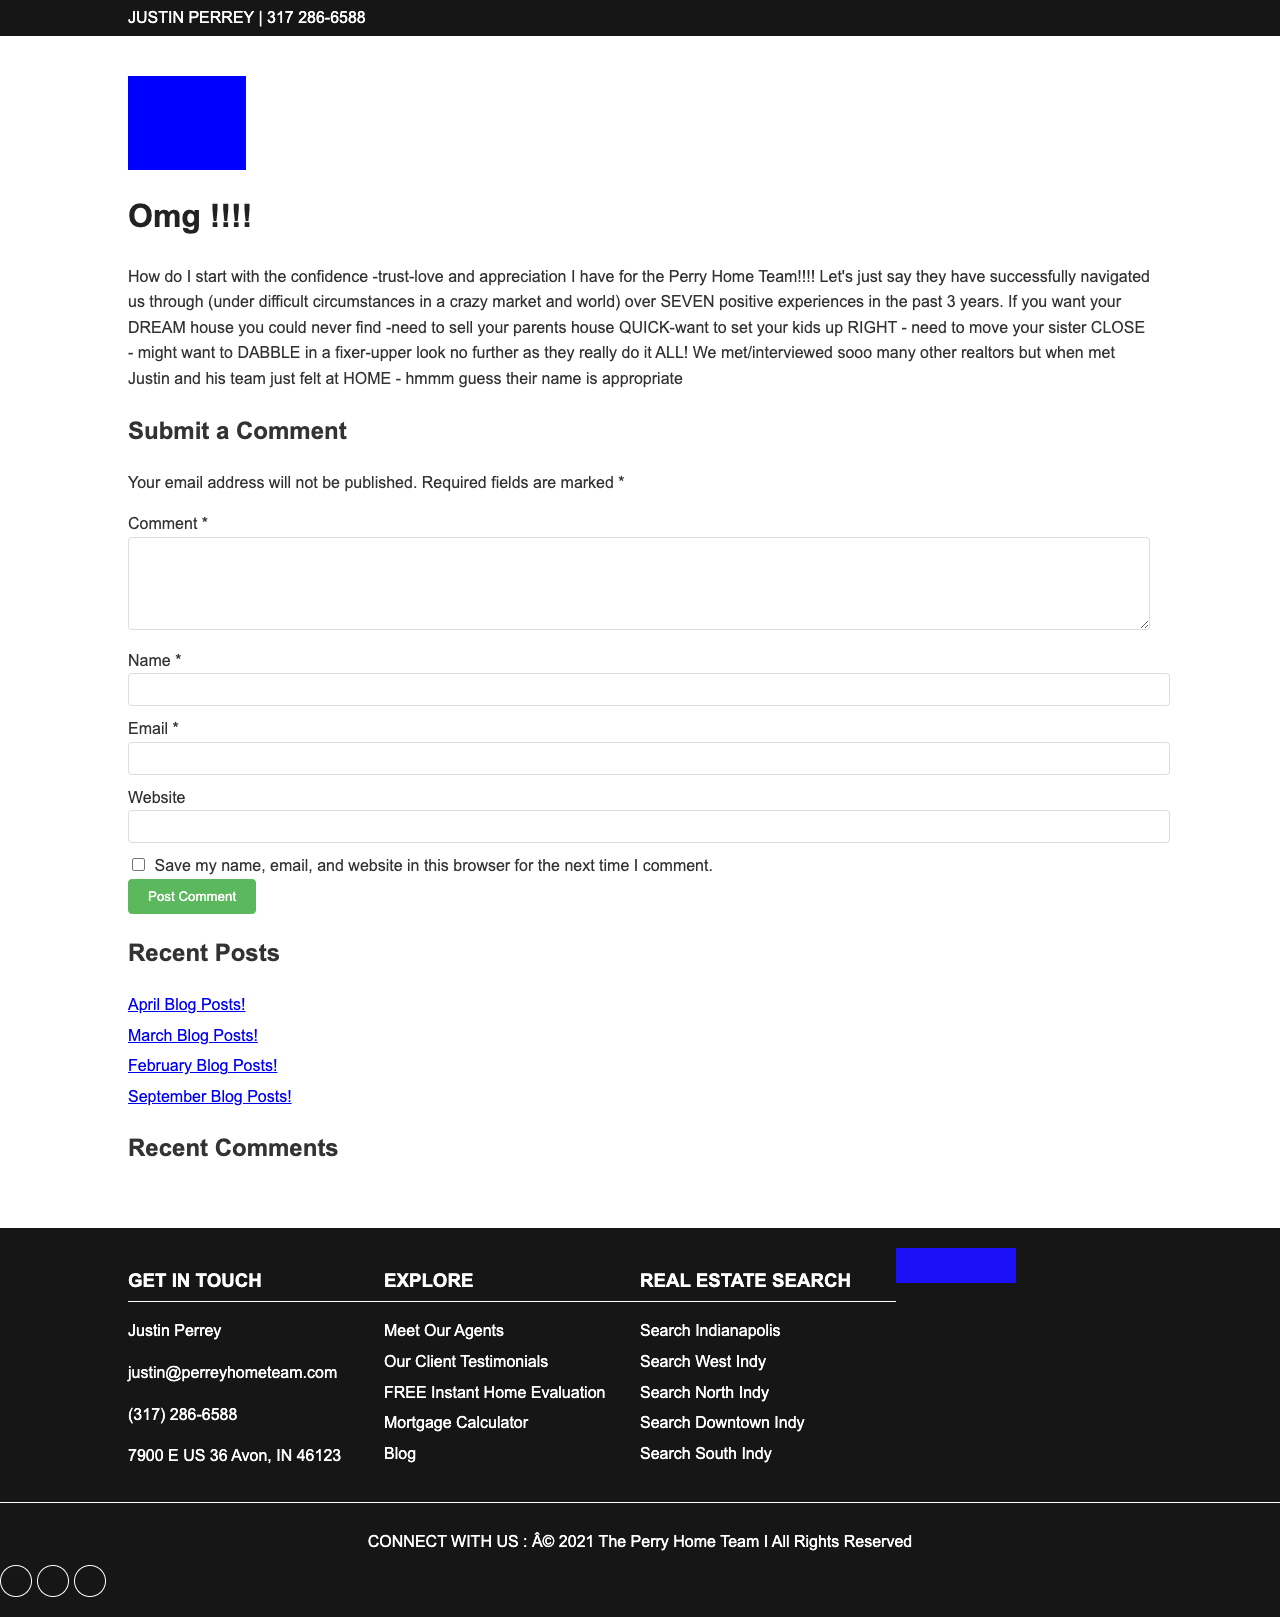 JUSTIN PERREY | 317 286-6588
Omg !!!!
How do I start with the confidence -trust-love and appreciation I have for the Perry Home Team!!!! Let's just say they have successfully navigated
us through (under difficult circumstances in a crazy market and world) over SEVEN positive experiences in the past 3 years. If you want your
DREAM house you could never find -need to sell your parents house QUICK-want to set your kids up RIGHT - need to move your sister CLOSE
- might want to DABBLE in a fixer-upper look no further as they really do it ALL! We met/interviewed sooo many other realtors but when met
Justin and his team just felt at HOME - hmmm guess their name is appropriate
Submit a Comment
Your email address will not be published. Required fields are marked *
Comment *
Name *
Email *
Website
Save my name, email, and website in this browser for the next time I comment.
Post Comment
Recent Posts
April Blog Posts!
March Blog Posts!
February Blog Posts!
September Blog Posts!
Recent Comments
GET IN TOUCH
Justin Perrey
justin@perreyhometeam.com
(317) 286-6588
7900 E US 36 Avon, IN 46123
EXPLORE
Meet Our Agents
Our Client Testimonials
FREE Instant Home Evaluation
Mortgage Calculator
Blog
REAL ESTATE SEARCH
Search Indianapolis
Search West Indy
Search North Indy
Search Downtown Indy
Search South Indy
CONNECT WITH US : Â© 2021 The Perry Home Team I All Rights Reserved